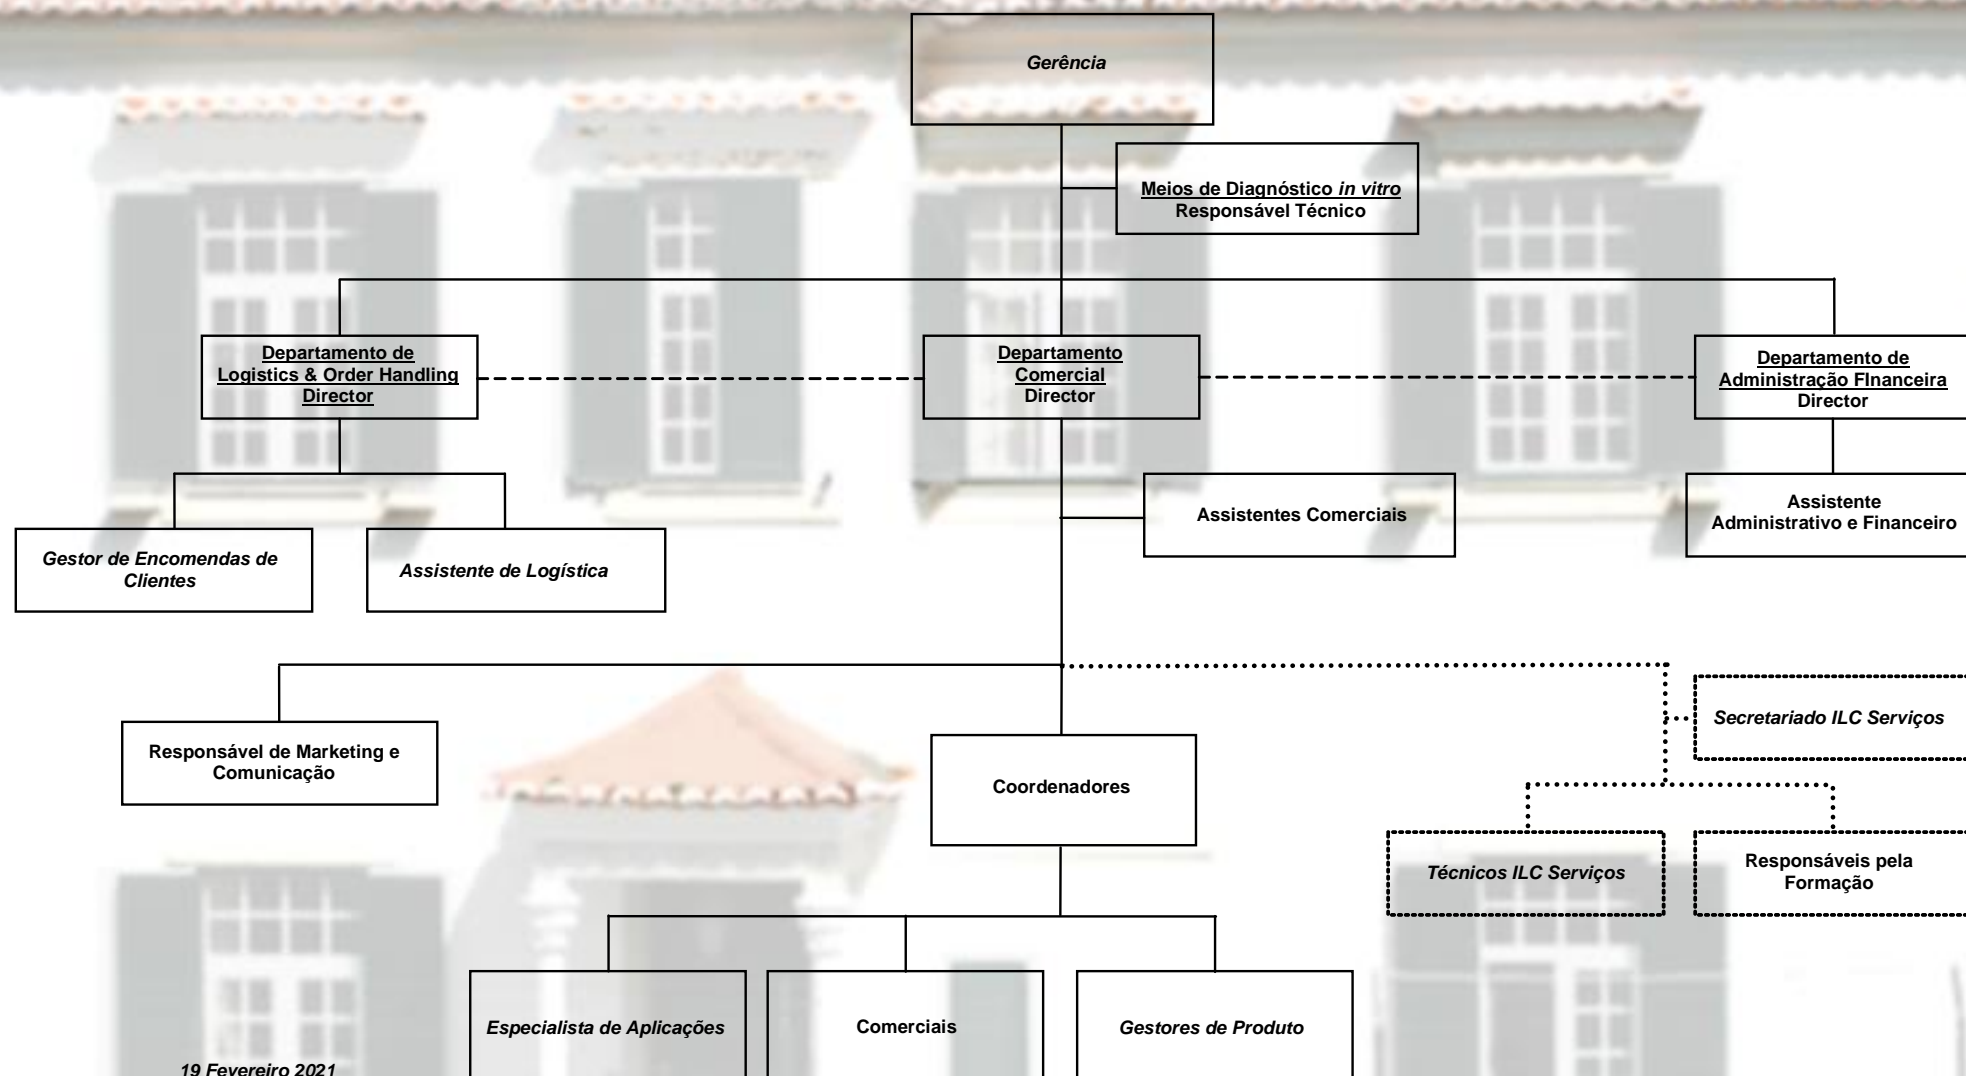 Gerência
Meios de Diagnóstico in vitro
Responsável Técnico
Departamento de
Logistics & Order Handling
Director
Departamento
Comercial
Director
Departamento de
Administração FInanceira
Director
Assistentes Comerciais
Assistente
Administrativo e Financeiro
Gestor de Encomendas de
Clientes
Assistente de Logística
Secretariado ILC Serviços
Responsável de Marketing e
Comunicação
Coordenadores
Técnicos ILC Serviços
Responsáveis pela
Formação
Especialista de Aplicações
Comerciais
Gestores de Produto
19 Fevereiro 2021